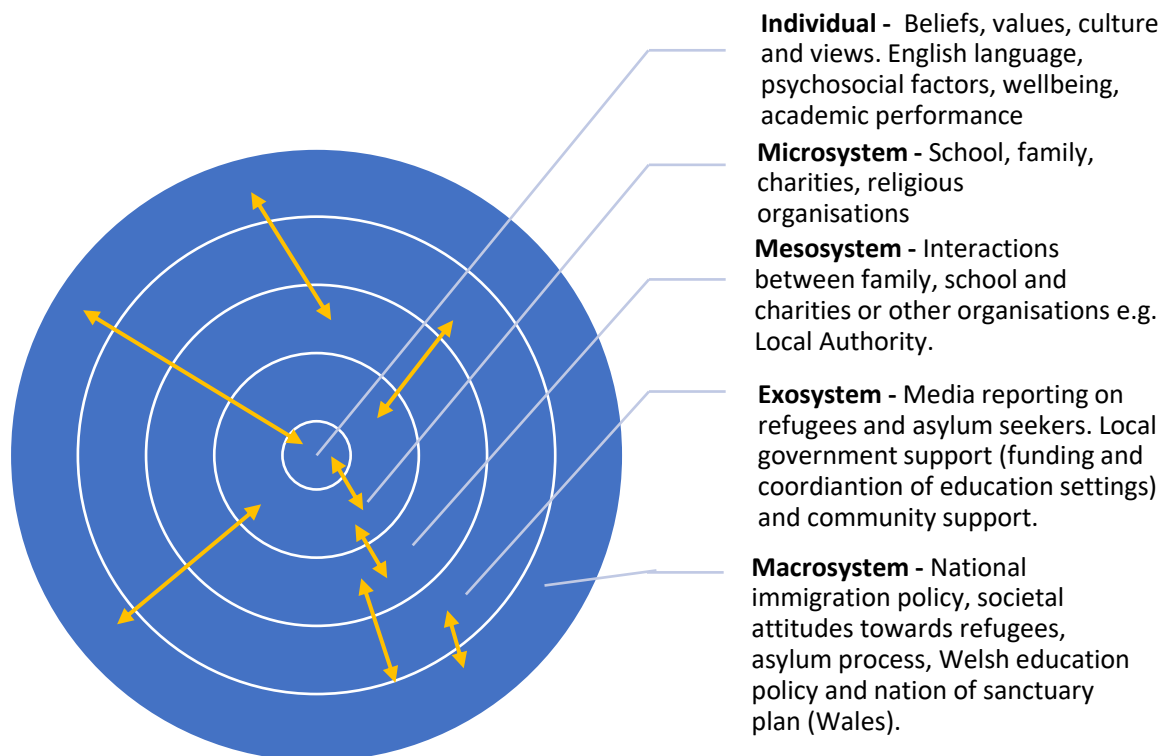 Individual -  Beliefs, values, culture
and views. English language,
psychosocial factors, wellbeing,
academic performance
Microsystem - School, family,
charities, religious
organisations
Mesosystem - Interactions
between family, school and
charities or other organisations e.g.
Local Authority.
Exosystem - Media reporting on
refugees and asylum seekers. Local
government support (funding and
coordiantion of education settings)
and community support.
Macrosystem - National
immigration policy, societal
attitudes towards refugees,
asylum process, Welsh education
policy and nation of sanctuary
plan (Wales).